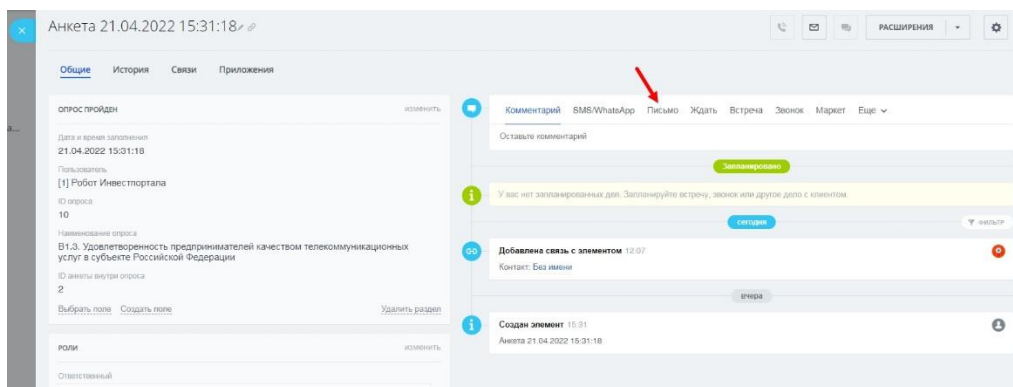 Анкета 21.04.2022 15:31:18
РАСШИРЕНИЯ
Общие История Связи Приложения
ОПРОС ПРОЙДЕН
изменить
Дата и время заполнения
21.04.2022 15:31:18
Пользователь
[1] Робот Инвестпортала
ID опроса
10
Наименование опроса
В1.3. Удовлетворенность предпринимателей качеством телекоммуникационных
услуг в субъекте Российской Федерации
ID анкеты внутри опроса
2
Выбрать поле Создать поле Удалить раздел
РОЛИ
изменить
Ответственный
а...
Комментарий SMS/WhatsApp Письмо Ждать Встреча Звонок Маркет Еще
Оставьте комментарий
Запланировано
У вас нет запланированных дел. Запланируйте встречу, звонок или другое дело с клиентом.
сегодня
ФИЛЬТР
Добавлена связь с элементом 12:07
Контакт: Без имени
вчера
Создан элемент 15:31
Анкета 21.04.2022 15:31:18